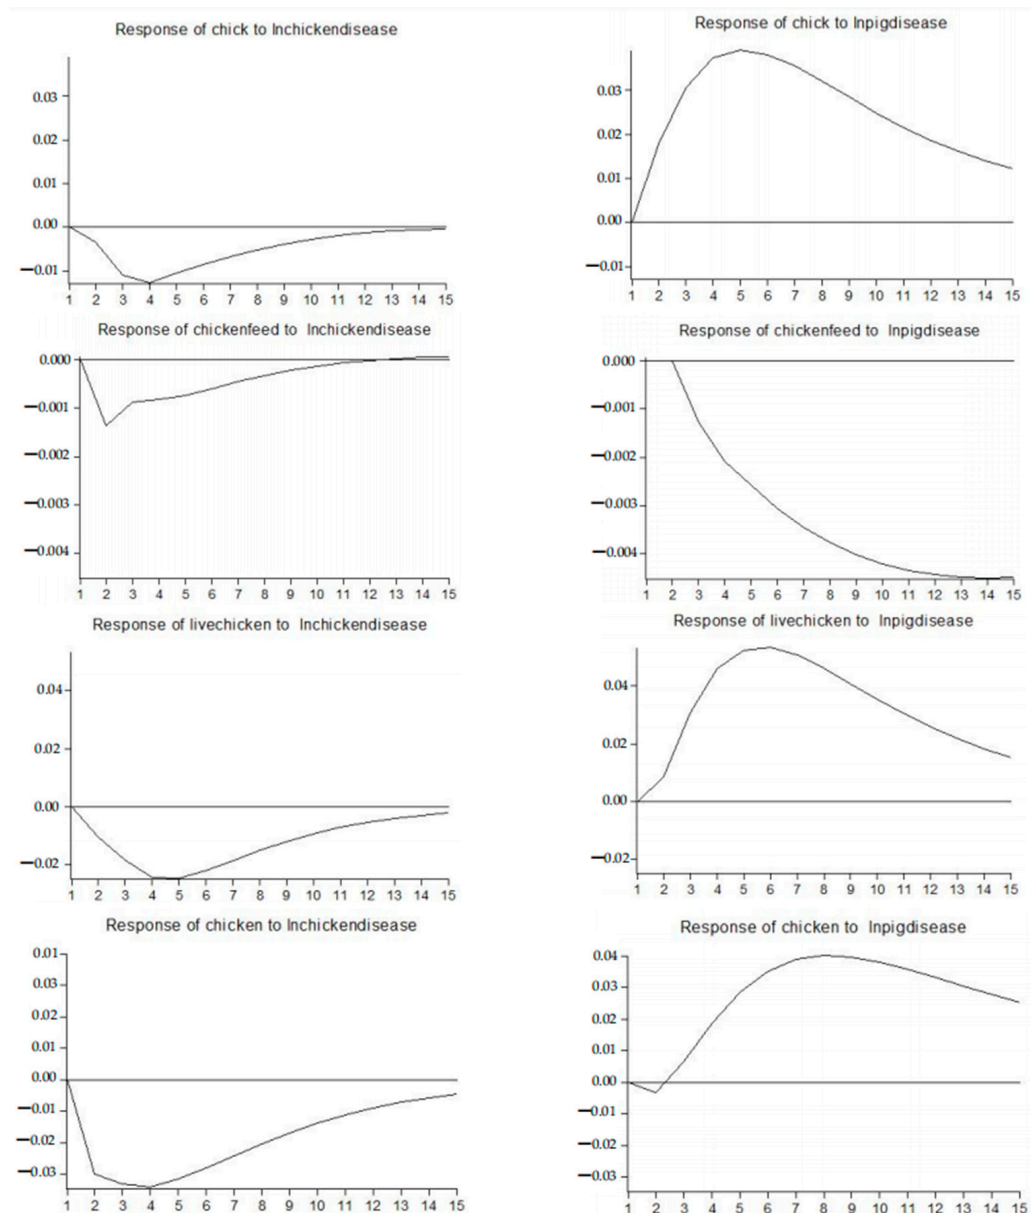 Response of chick to Inchickendisease
0.03
0.02
0.01
0.00
−0.01
1 2 3 4 5 6 7 8 9 10 11 12 13 14 15
Response of chick to Inpigdisease
0.03
0.02
0.01
0.00
−0.01
1 2 3 4 5 6 7 8 9 10 11 12 13 14 15
Response of chickenfeed to Inchickendisease
0.000
−0.001
−0.002
−0.003
−0.004
1 2 3 4 5 6 7 8 9 10 11 12 13 14 15
Response of chickenfeed to Inpigdisease
0.000
−0.001
−0.002
−0.003
−0.004
1 2 3 4 5 6 7 8 9 10 11 12 13 14 15
Response of livechicken to Inchickendisease
0.04
0.02
0.00
−0.02
1 2 3 4 5 6 7 8 9 10 11 12 13 14 15
Response of livechicken to Inpigdisease
0.04
0.02
0.00
−0.02
1 2 3 4 5 6 7 8 9 10 11 12 13 14 15
Response of chicken to Inchickendisease
0.01
0.03
0.02
0.01
0.00
−0.01
−0.02
−0.03
1 2 3 4 5 6 7 8 9 10 11 12 13 14 15
Response of chicken to Inpigdisease
0.04
0.03
0.02
0.01
0.00
−0.01
−0.02
−0.03
1 2 3 4 5 6 7 8 9 10 11 12 13 14 15